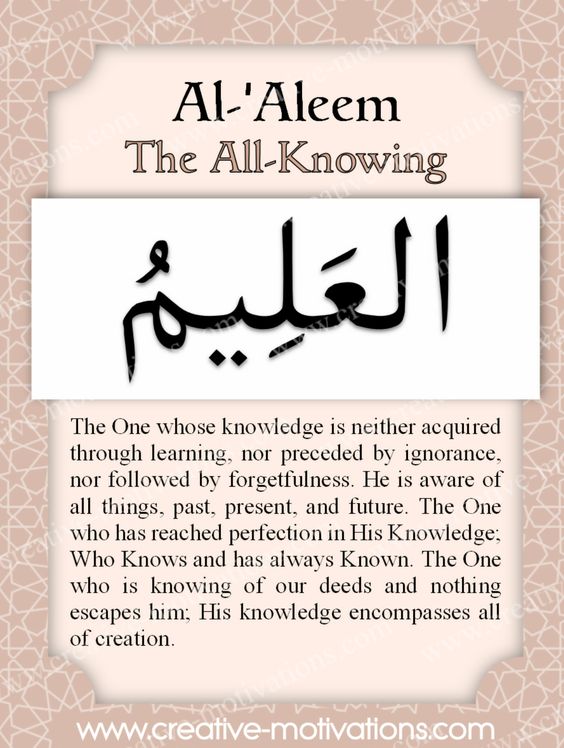 Al-'Aleem
The All-Knowing
العَلِيمُ
The One whose knowledge is neither acquired
through learning, nor preceded by ignorance,
nor followed by forgetfulness. He is aware of
all things, past, present, and future. The One
who has reached perfection in His Knowledge;
Who Knows and has always Known. The One
who is knowing of our deeds and nothing
escapes him; His knowledge encompasses all
of creation.
www.creative-motivations.com